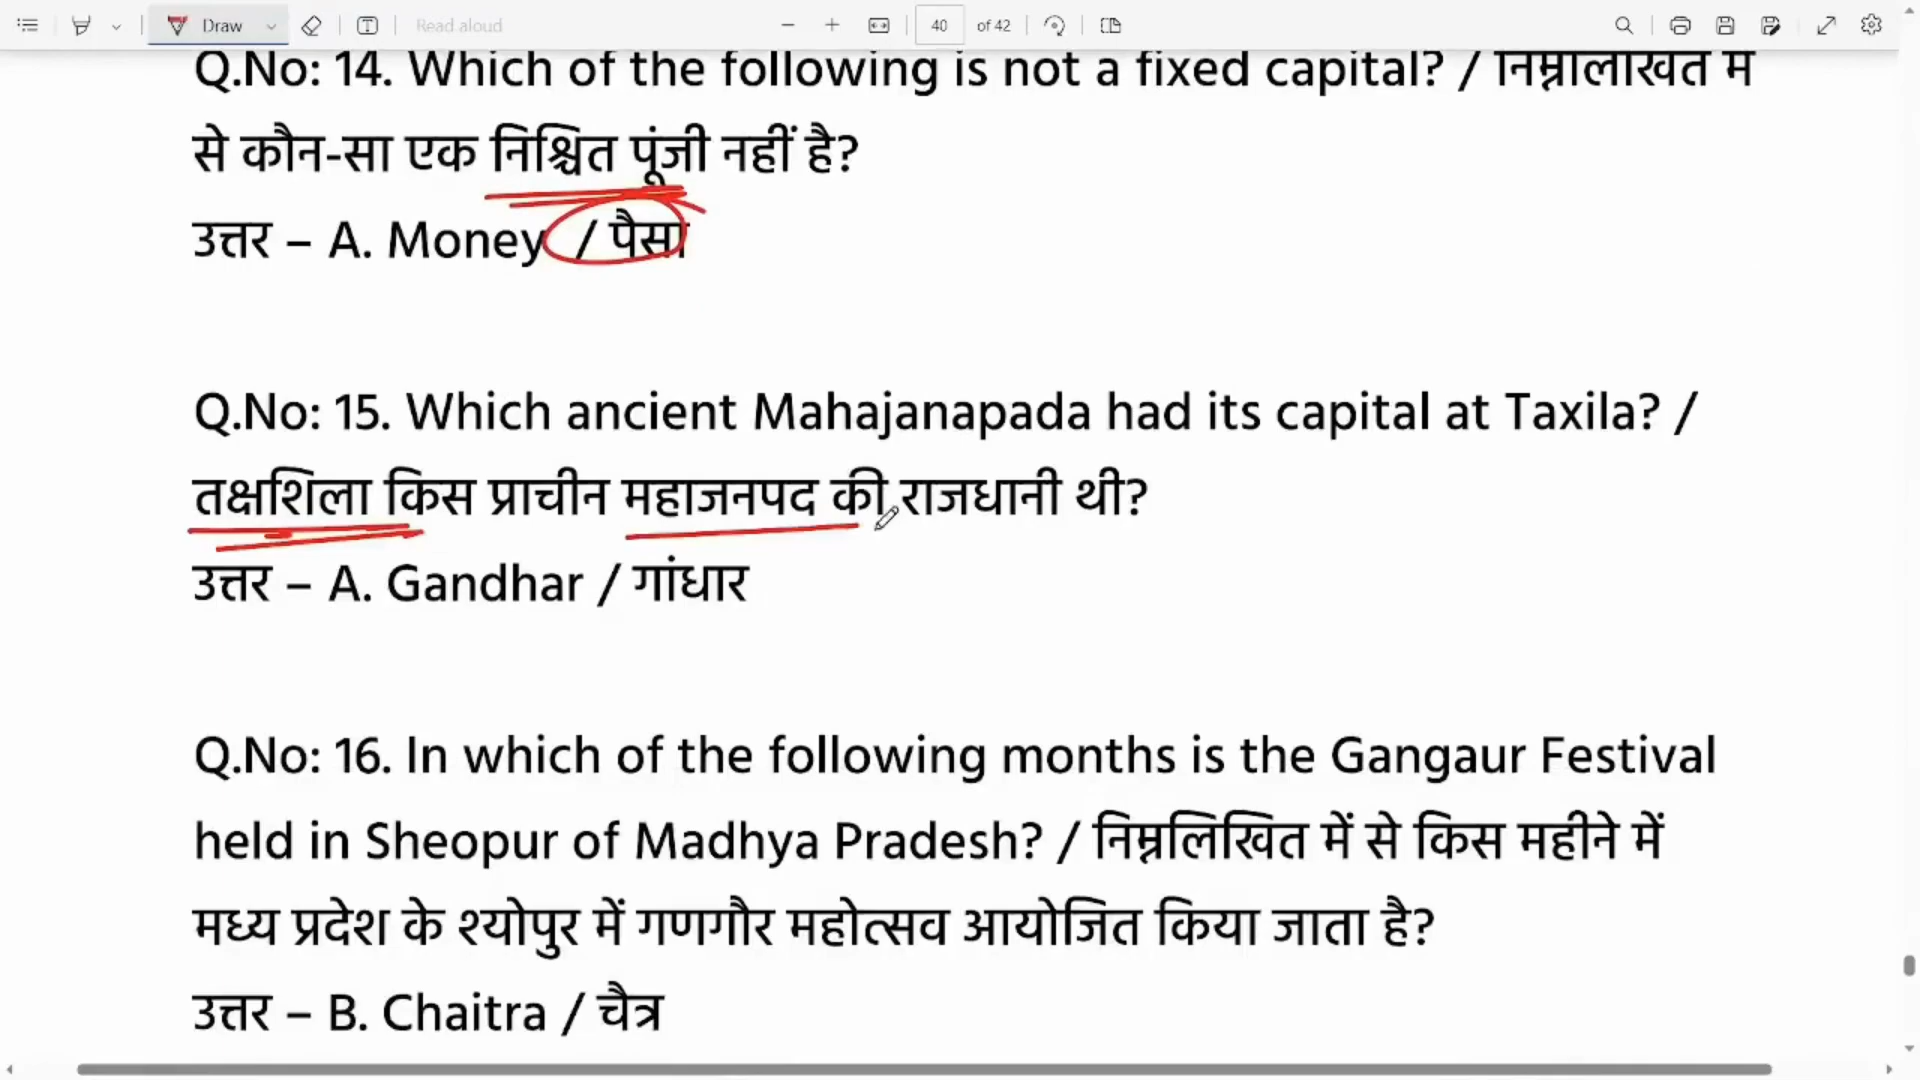 Draw
Read aloud
40 of 42
Q.No: 14. Which of the following is not a fixed capital? / निम्नलिखित में
से कौन-सा एक निश्चित पूंजी नहीं है?
उत्तर – A. Money / पैसा
Q.No: 15. Which ancient Mahajanapada had its capital at Taxila? /
तक्षशिला किस प्राचीन महाजनपद की राजधानी थी?
उत्तर – A. Gandhar / गांधार
Q.No: 16. In which of the following months is the Gangaur Festival
held in Sheopur of Madhya Pradesh? / निम्नलिखित में से किस महीने में
मध्य प्रदेश के श्योपुर में गणगौर महोत्सव आयोजित किया जाता है?
उत्तर – B. Chaitra / चैत्र